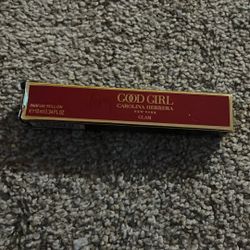 GOOD GIRL
CAROLINA HERRERA
NEW YORK
GLAM
PARFUM ROLL-ON
e 10 ml 0.34 FL.OZ.